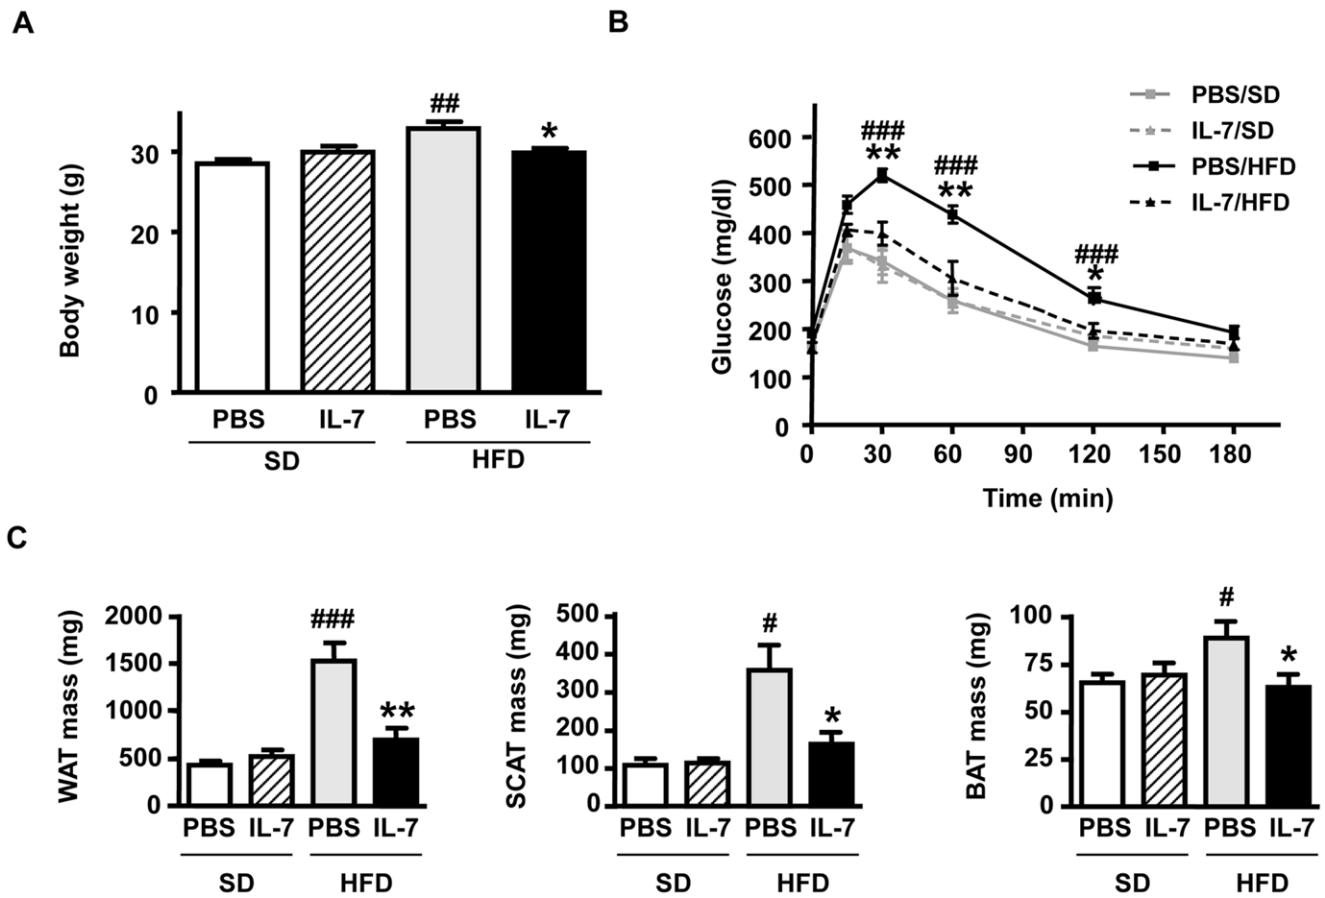 A
Body weight (g)
30
20
10
0
##
*
PBS IL-7 PBS IL-7
SD HFD
B
PBS/SD
IL-7/SD
PBS/HFD
IL-7/HFD
Glucose (mg/dl)
600
500
400
300
200
100
0
###
**
###
**
###
*
0 30 60 90 120 150 180
Time (min)
C
WAT mass (mg)
2000
1500
1000
500
0
###
**
PBS IL-7 PBS IL-7
SD HFD
SCAT mass (mg)
500
400
300
200
100
0
#
*
PBS IL-7 PBS IL-7
SD HFD
BAT mass (mg)
100
75
50
25
0
#
*
PBS IL-7 PBS IL-7
SD HFD